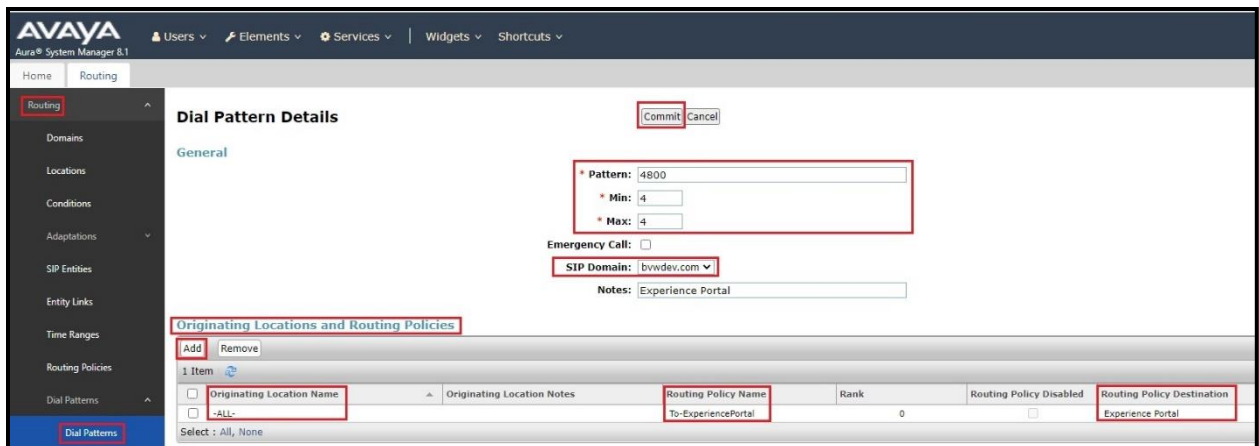 AVAYA
Aura® System Manager 8.1
Users Elements Services | Widgets Shortcuts
Home Routing
Routing
Domains
Locations
Conditions
Adaptations
SIP Entities
Entity Links
Time Ranges
Routing Policies
Dial Patterns
Dial Patterns
Dial Pattern Details
Commit Cancel
General
* Pattern: 4800
* Min: 4
* Max: 4
Emergency Call:
SIP Domain: bvwdev.com
Notes: Experience Portal
Originating Locations and Routing Policies
Add Remove
1 Item
Originating Location Name Originating Location Notes Routing Policy Name Rank Routing Policy Disabled Routing Policy Destination
-ALL- To-ExperiencePortal 0 Experience Portal
Select : All, None